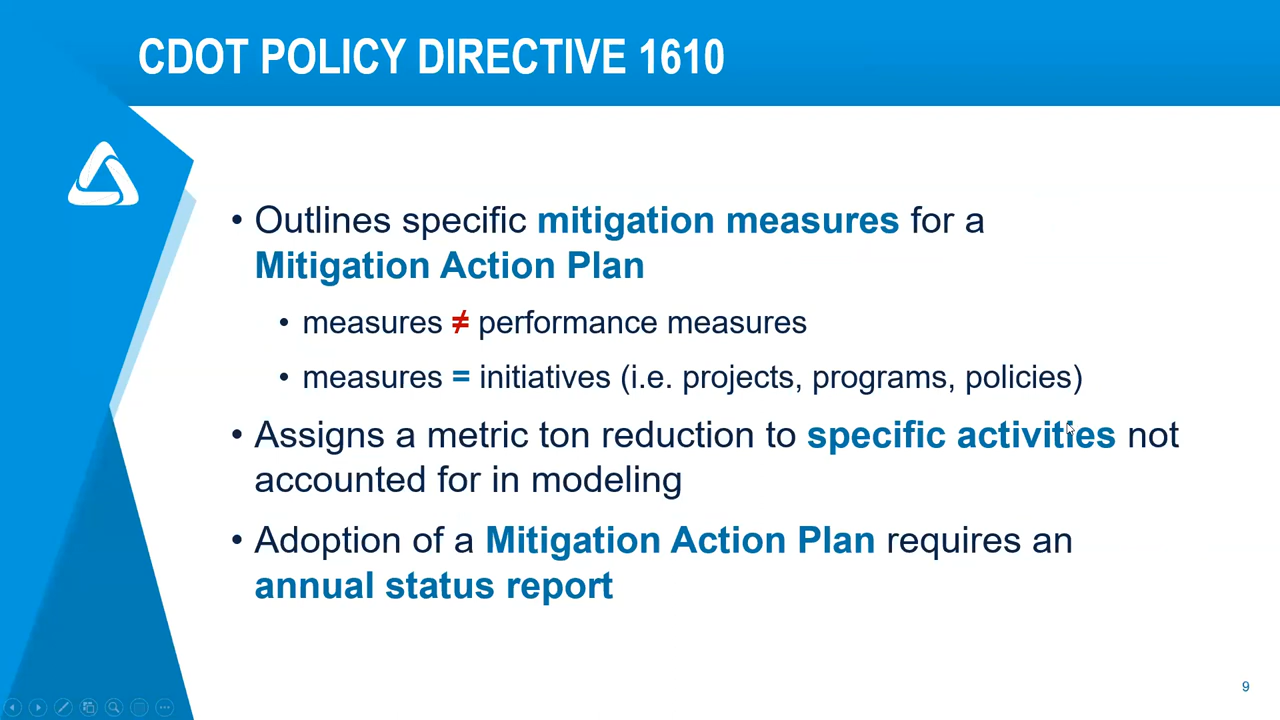 CDOT POLICY DIRECTIVE 1610
• Outlines specific mitigation measures for a
Mitigation Action Plan
• measures ≠ performance measures
• measures = initiatives (i.e. projects, programs, policies)
• Assigns a metric ton reduction to specific activities not
accounted for in modeling
• Adoption of a Mitigation Action Plan requires an
annual status report
9